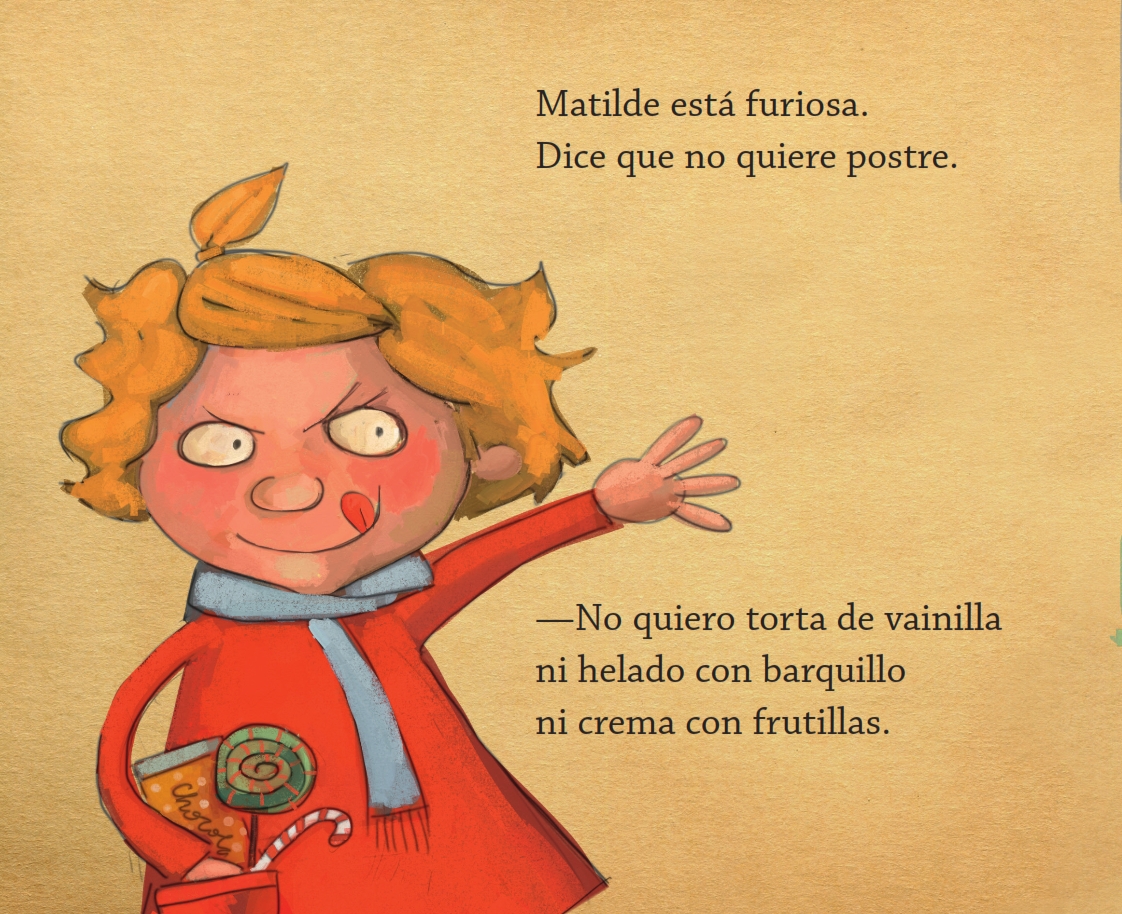 Matilde está furiosa.
Dice que no quiere postre.
—No quiero torta de vainilla
ni helado con barquillo
ni crema con frutillas.